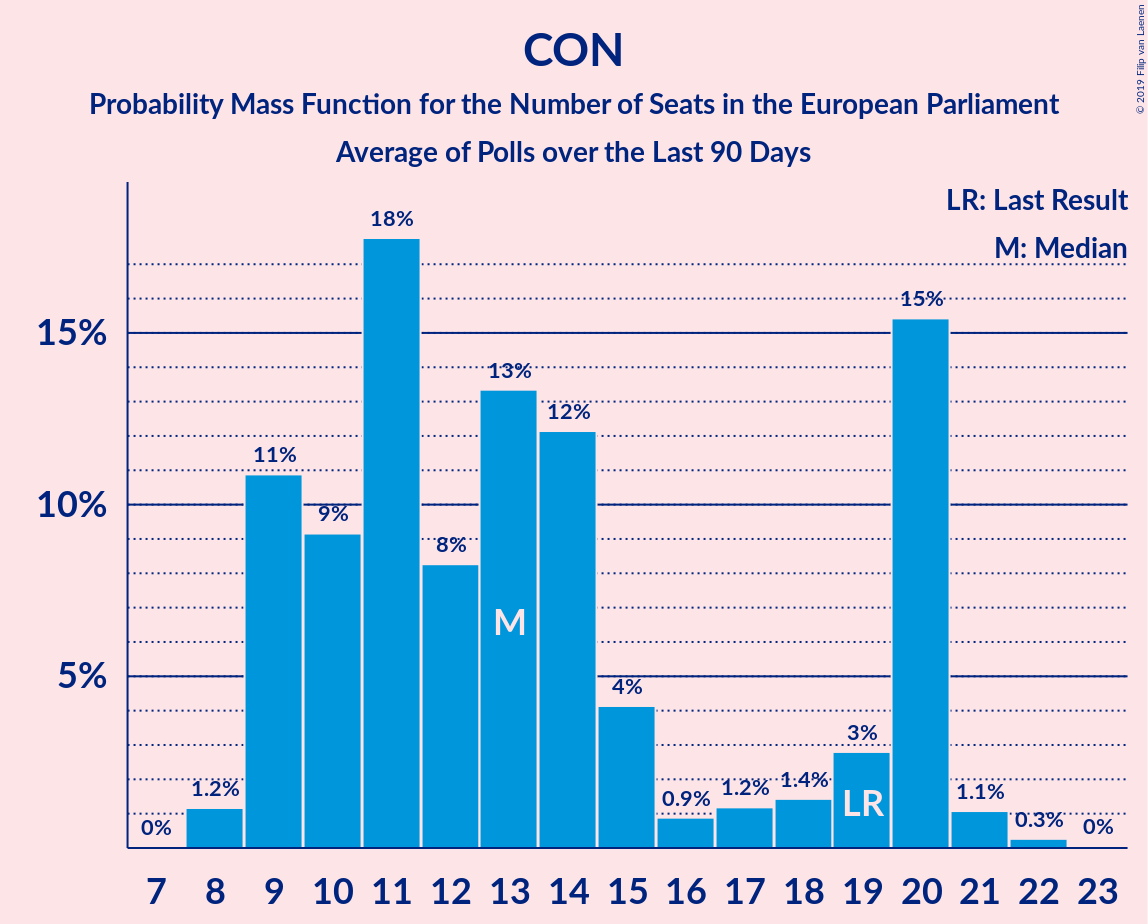 CON
Probability Mass Function for the Number of Seats in the European Parliament
Average of Polls over the Last 90 Days
© 2019 Filip van Laenen
LR: Last Result
M: Median
18%
15%
15%
13%
12%
11%
10%
9%
8%
M
5%
4%
3%
1.2%
0.9%
1.2%
1.4%
LR
1.1%
0%
0.3%
0%
7 8 9 10 11 12 13 14 15 16 17 18 19 20 21 22 23